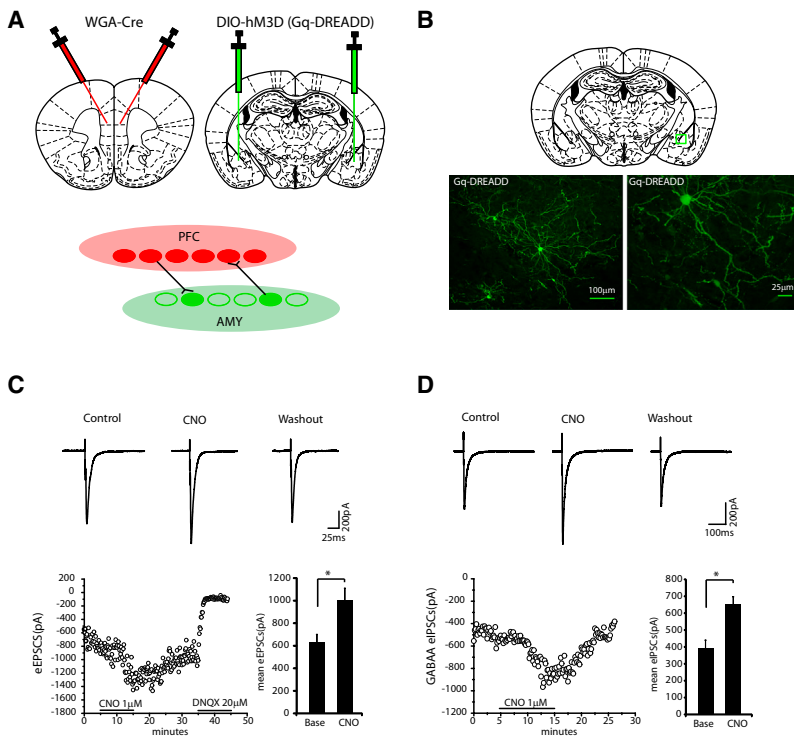 A
WGA-Cre
DIO-hM3D (Gq-DREADD)
PFC
AMY
B
Gq-DREADD
100µm
Gq-DREADD
25µm
C
Control
CNO
Washout
200pA
25ms
200
0
-200
-400
-600
-800
-1000
-1200
-1400
-1600
-1800
eEPSCS(pA)
CNO 1µM
DNQX 20µM
0 10 20 30 40 50
minutes
1200
1000
800
600
400
200
0
mean eEPSCs(pA)
*
Base CNO
D
Control
CNO
Washout
200pA
100ms
0
-200
-400
-600
-800
-1000
-1200
GABAA eIPSCs(pA)
CNO 1µM
0 5 10 15 20 25 30
minutes
800
700
600
500
400
300
200
100
0
mean eIPSCs(pA)
*
Base CNO